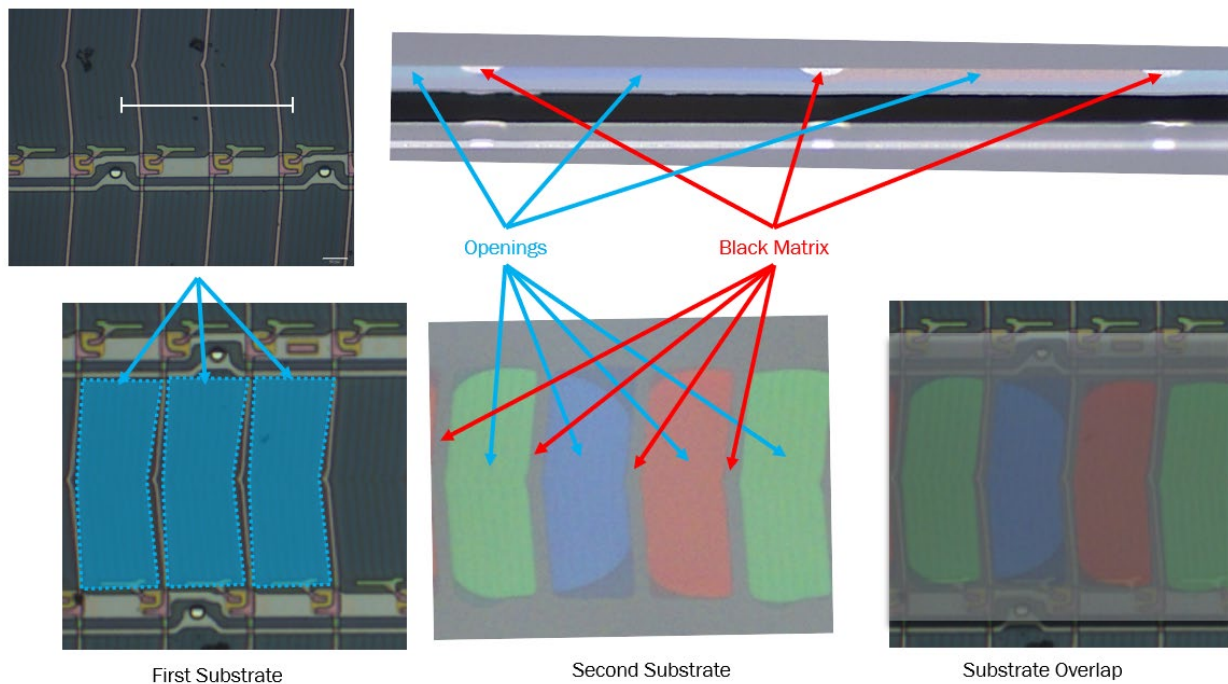 Openings
Black Matrix
First Substrate
Second Substrate
Substrate Overlap